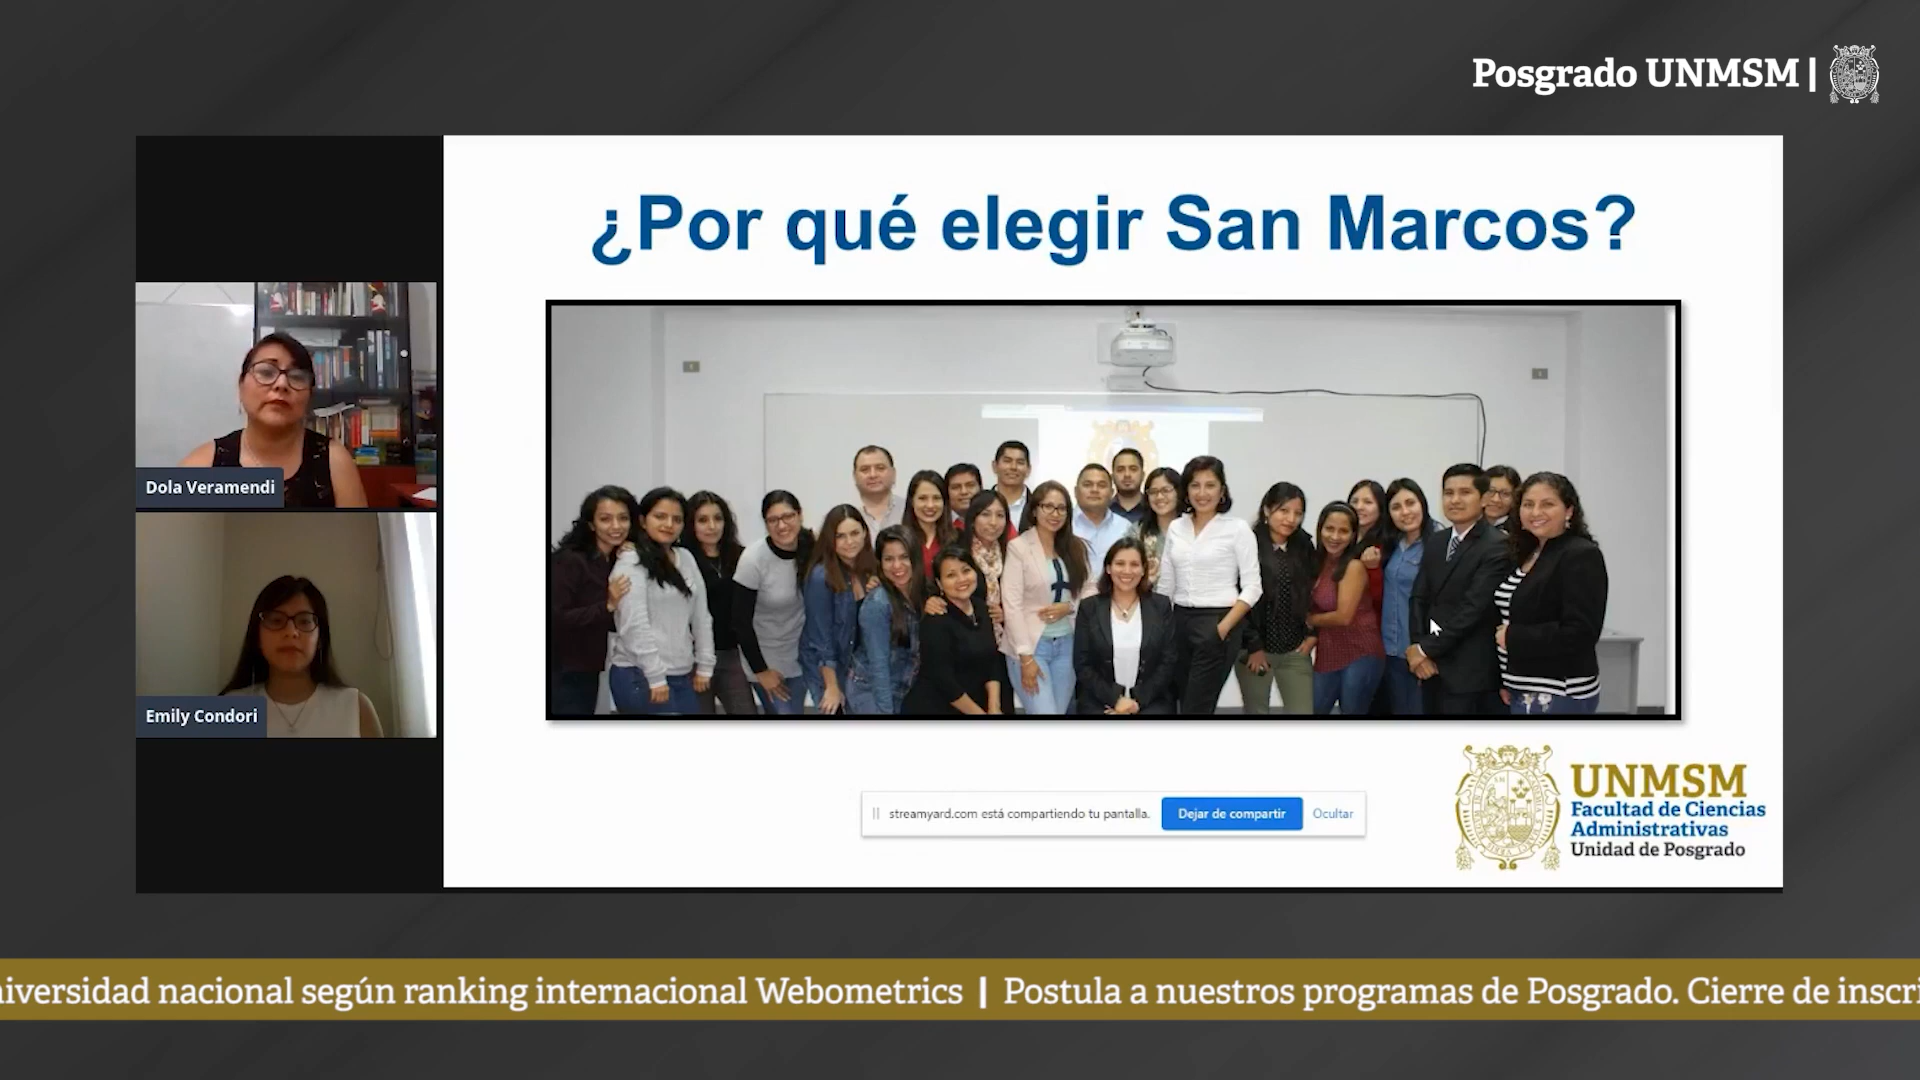 Posgrado UNMSM |
¿Por qué elegir San Marcos?
Dola Veramendi
Emily Condori
streamyard.com está compartiendo tu pantalla. Dejar de compartir Ocultar
UNMSM
Facultad de Ciencias
Administrativas
Unidad de Posgrado
iversidad nacional según ranking internacional Webometrics | Postula a nuestros programas de Posgrado. Cierre de inscri